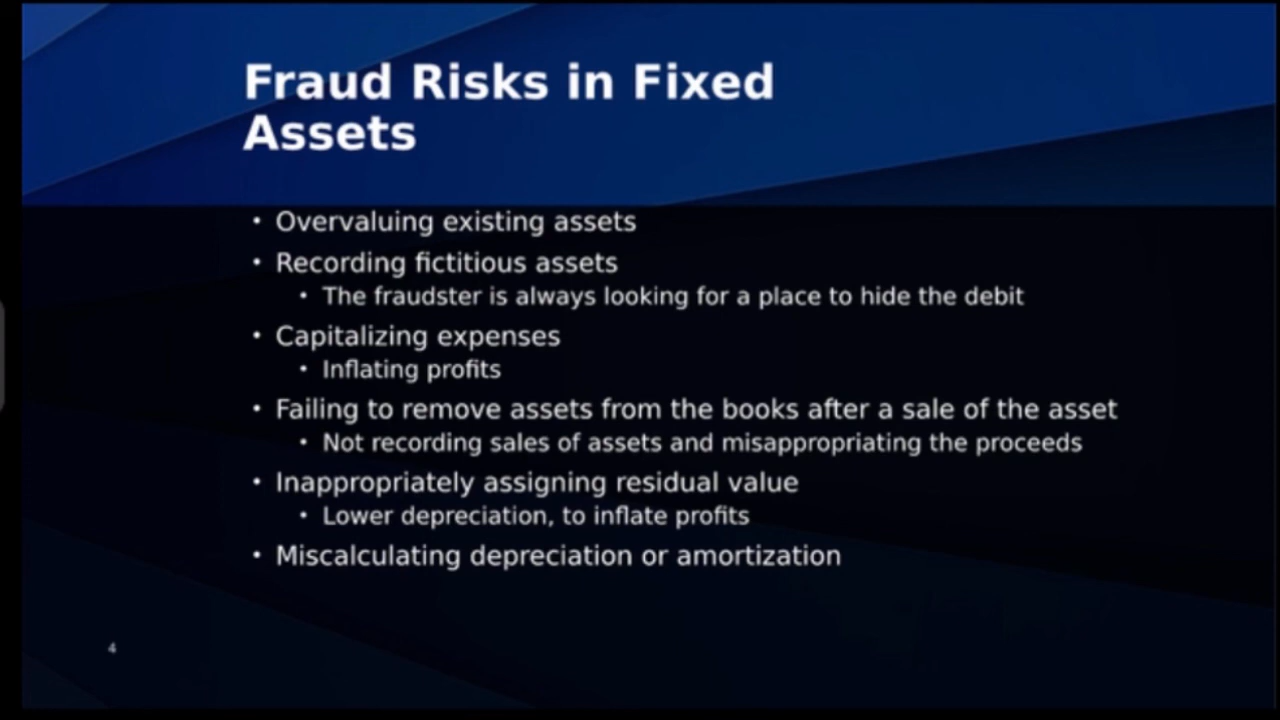 Fraud Risks in Fixed
Assets
• Overvaluing existing assets
• Recording fictitious assets
• The fraudster is always looking for a place to hide the debit
• Capitalizing expenses
• Inflating profits
• Failing to remove assets from the books after a sale of the asset
• Not recording sales of assets and misappropriating the proceeds
• Inappropriately assigning residual value
• Lower depreciation, to inflate profits
• Miscalculating depreciation or amortization
4